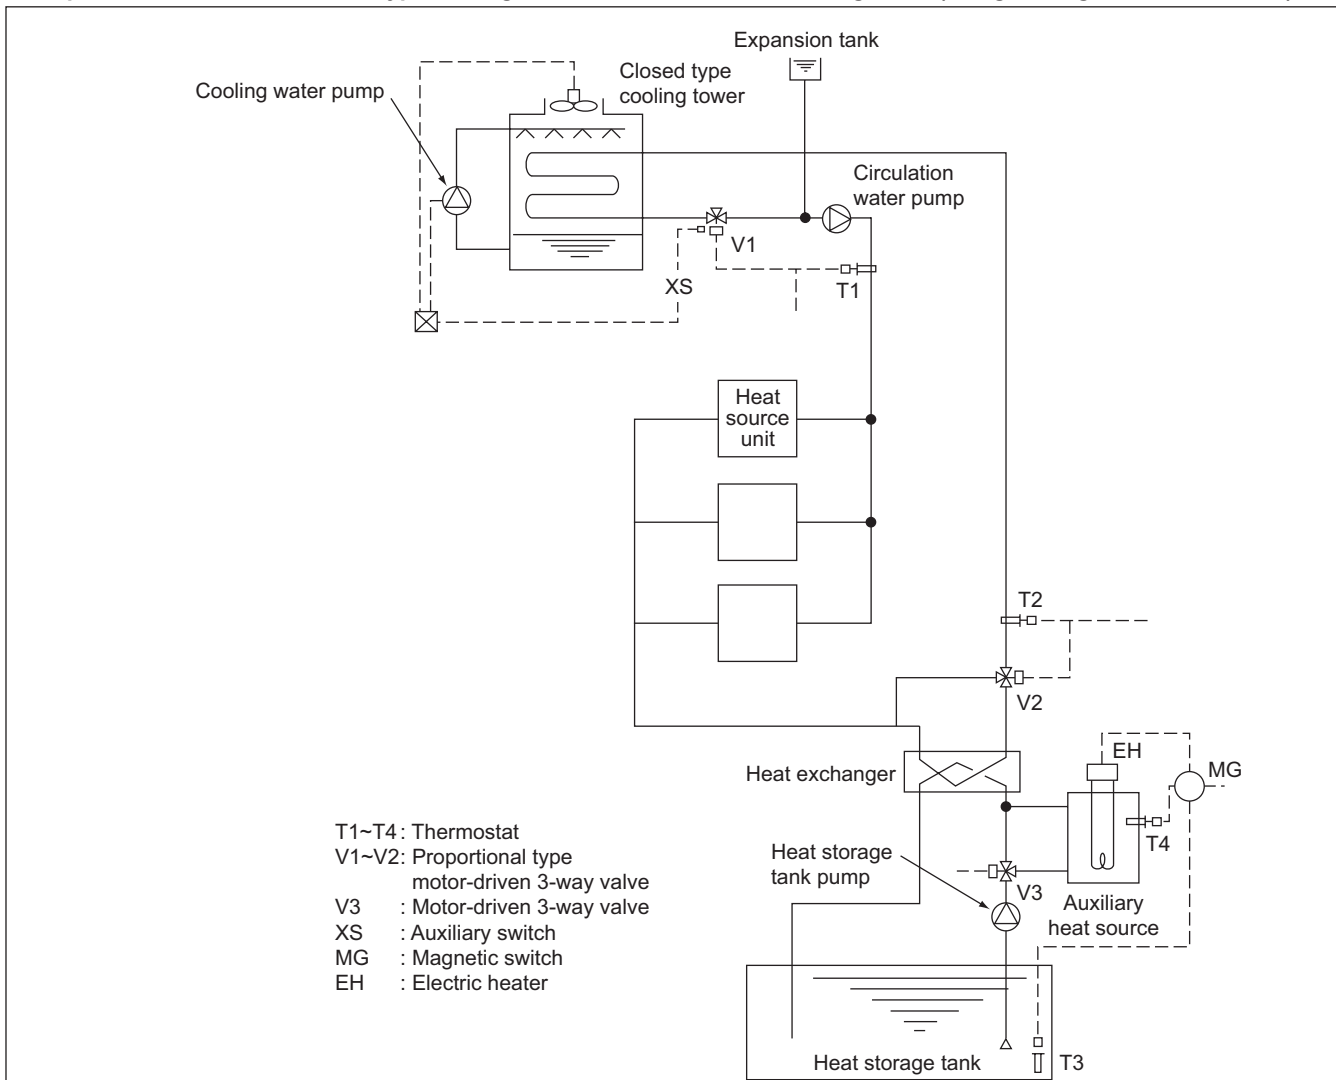 Expansion tank
Closed type
cooling tower
Cooling water pump
Circulation
water pump
V1
T1
XS
Heat
source
unit
T2
V2
Heat exchanger
EH
MG
T4
V3
Heat storage
tank pump
Auxiliary
heat source
T1~T4 : Thermostat
V1~V2: Proportional type
motor-driven 3-way valve
V3 : Motor-driven 3-way valve
XS : Auxiliary switch
MG : Magnetic switch
EH : Electric heater
Heat storage tank
T3